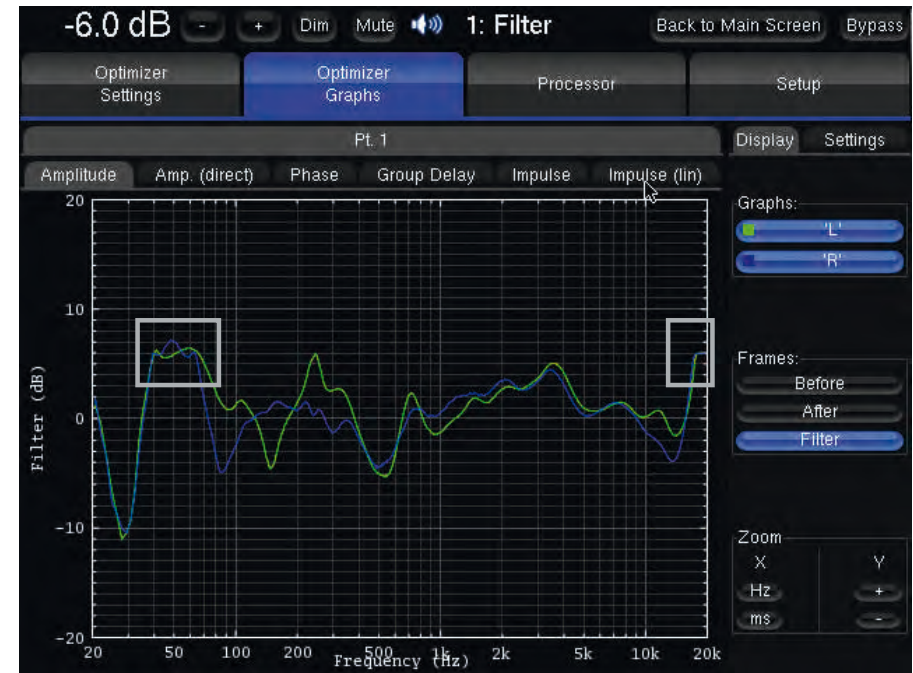 -6.0 dB - + Dim Mute 1: Filter Back to Main Screen Bypass
Optimizer Settings
Optimizer Graphs
Processor
Setup
Pt. 1
Display Settings
Amplitude Amp. (direct) Phase Group Delay Impulse Impulse (lin)
Graphs:
'L'
'R'
Frames:
Before
After
Filter
Zoom
X Y
Hz +
ms -
Filter (dB)
20
10
0
-10
-20
20 50 100 200 500 1k 2k 5k 10k 20k
Frequency (Hz)